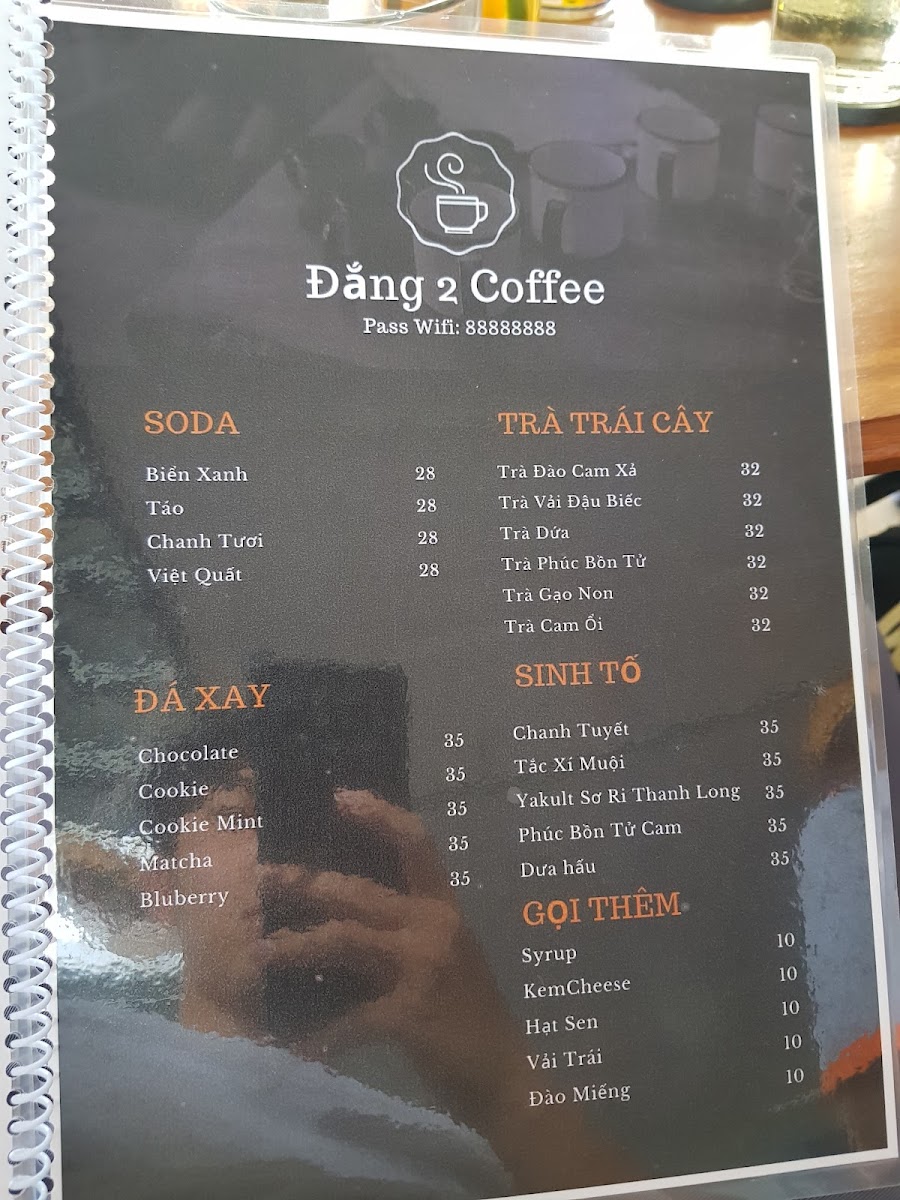 Đắng 2 Coffee
Pass Wifi: 88888888
SODA
Biển Xanh 28
Táo 28
Chanh Tươi 28
Việt Quất 28
ĐÁ XAY
Chocolate 35
Cookie 35
Cookie Mint 35
Matcha 35
Bluberry 35
TRÀ TRÁI CÂY
Trà Đào Cam Xả 32
Trà Vải Đậu Biếc 32
Trà Dứa 32
Trà Phúc Bồn Tử 32
Trà Gạo Non 32
Trà Cam Ổi 32
SINH TỐ
Chanh Tuyết 35
Tắc Xí Muội 35
Yakult Sơ Ri Thanh Long 35
Phúc Bồn Tử Cam 35
Dưa hấu 35
GỌI THÊM
Syrup 10
KemCheese 10
Hạt Sen 10
Vải Trái 10
Đào Miếng 10